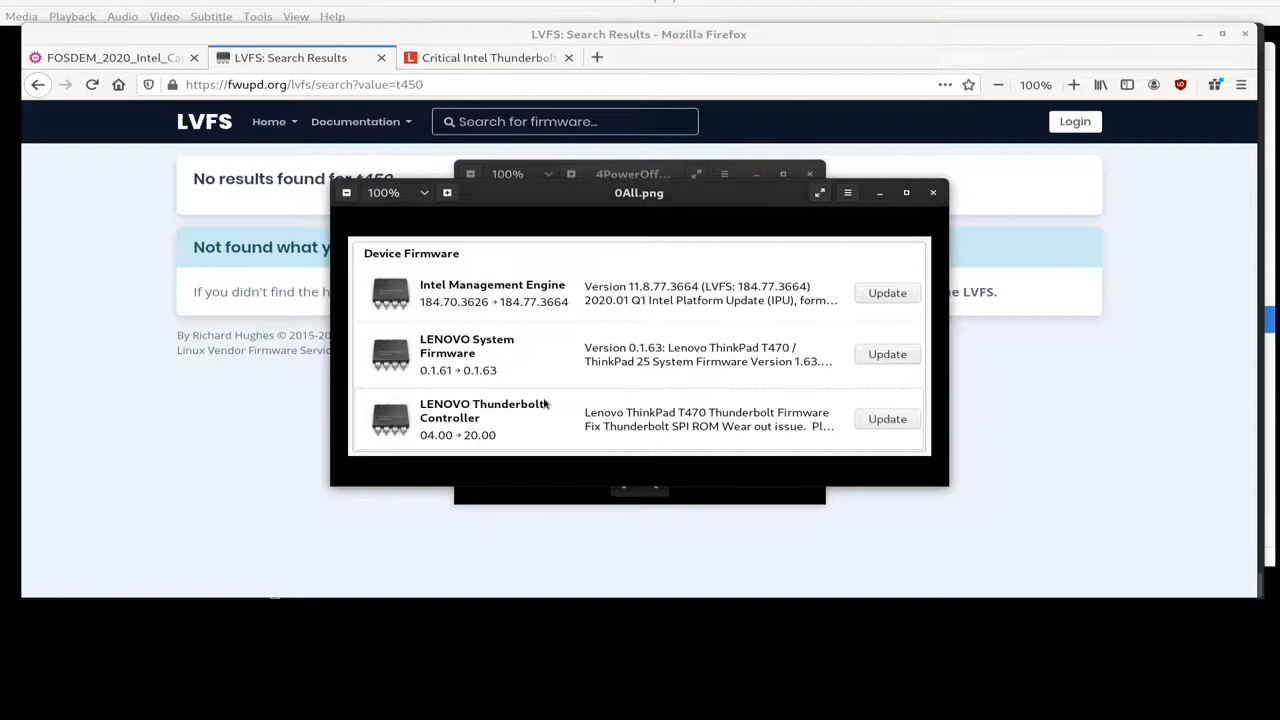 Media Playback Audio Video Subtitle Tools View Help
LVFS: Search Results - Mozilla Firefox
FOSDEM_2020_Intel_Ca
LVFS: Search Results
Critical Intel Thunderbolt
https://fwupd.org/lvfs/search?value=t450
100%
LVFS
Home
Documentation
Search for firmware...
Login
No results found for t450
100%
4PowerOff...
100%
0All.png
Not found what y
If you didn't find the h
e LVFS.
By Richard Hughes © 2015-20
Linux Vendor Firmware Servic
Device Firmware
Intel Management Engine
184.70.3626 → 184.77.3664
Version 11.8.77.3664 (LVFS: 184.77.3664)
2020.01 Q1 Intel Platform Update (IPU), form...
Update
LENOVO System
Firmware
0.1.61 → 0.1.63
Version 0.1.63: Lenovo ThinkPad T470 /
ThinkPad 25 System Firmware Version 1.63....
Update
LENOVO Thunderbolt
Controller
04.00 → 20.00
Lenovo ThinkPad T470 Thunderbolt Firmware
Fix Thunderbolt SPI ROM Wear out issue. Pl...
Update